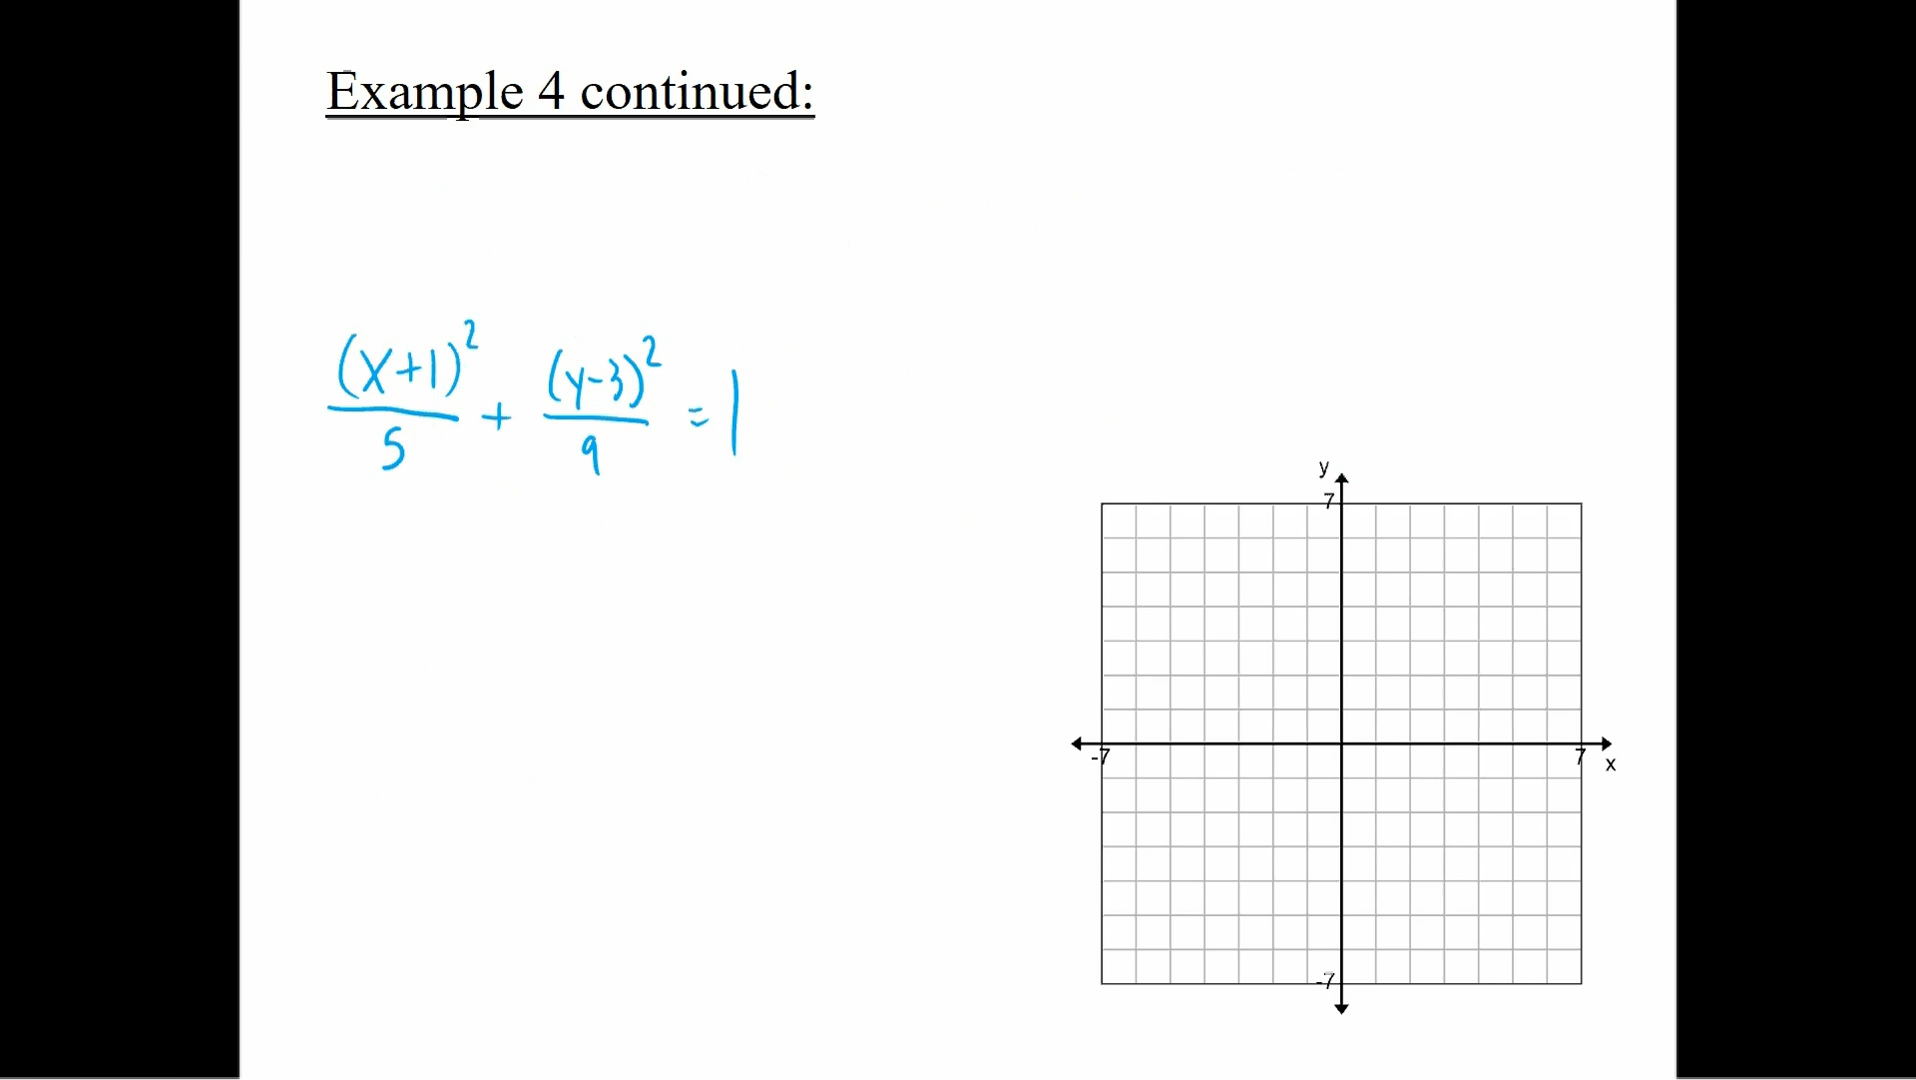 Example 4 continued:
(x+1)²/5 + (y-3)²/9 = 1
y
7
-7
7
x
-7